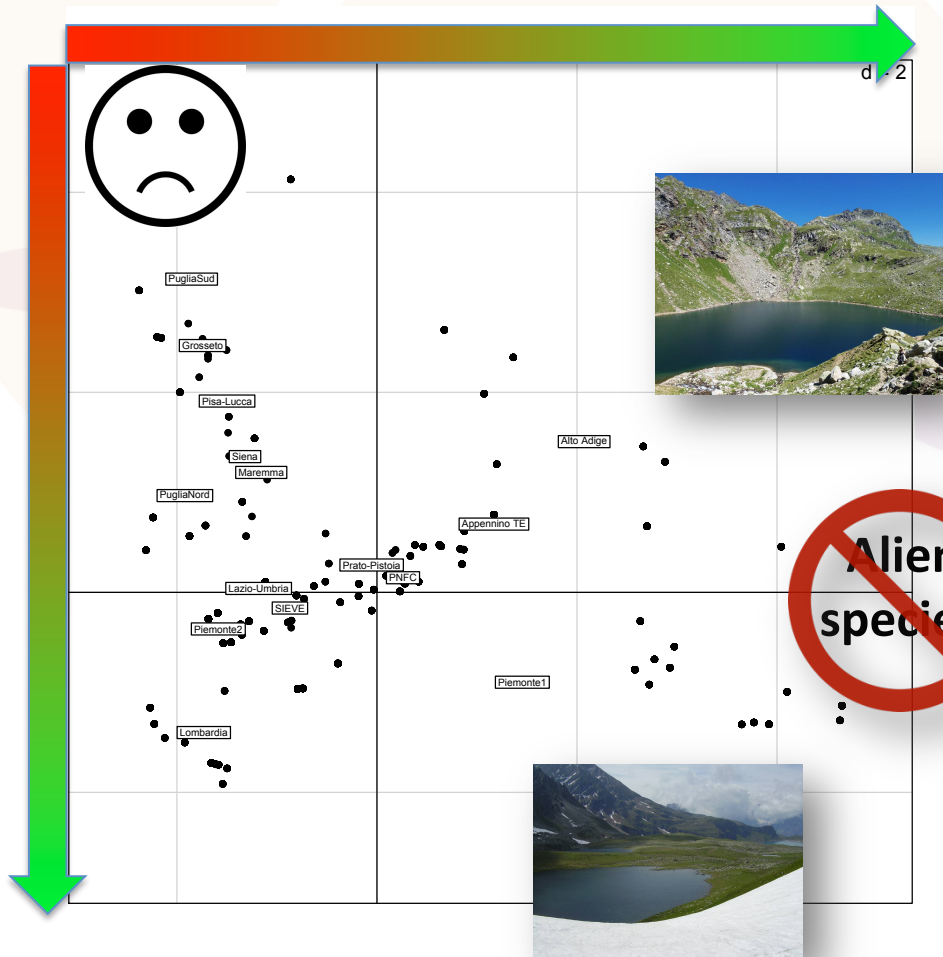 d = 2
PugliaSud
Grosseto
Pisa-Lucca
Alto Adige
Siena
Maremma
PugliaNord
Appennino TE
Alien
specie
Prato-Pistoia
PNFC
Lazio-Umbria
SIEVE
Piemonte2
Piemonte1
Lombardia